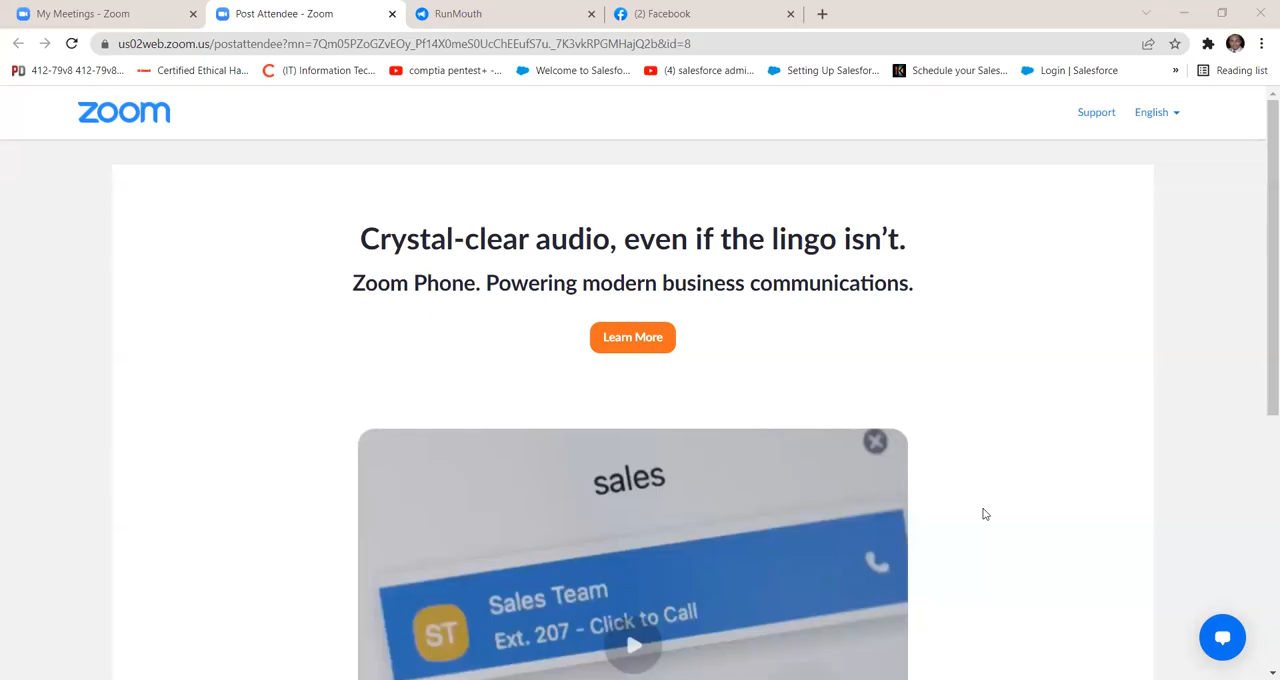 My Meetings - Zoom
Post Attendee - Zoom
RunMouth
(2) Facebook
us02web.zoom.us/postattendee?mn=7Qm05PZoGZvEOy_Pf14X0meS0UcChEEufS7u._7K3vkRPGMHajQ2b&id=8
PD 412-79v8 412-79v8...
Certified Ethical Ha...
(IT) Information Tec...
comptia pentest+ -...
Welcome to Salesfo...
(4) salesforce admi...
Setting Up Salesfor...
Schedule your Sales...
Login | Salesforce
»
Reading list
zoom
Support
English
Crystal-clear audio, even if the lingo isn’t.
Zoom Phone. Powering modern business communications.
Learn More
sales
ST
Sales Team
Ext. 207 - Click to Call